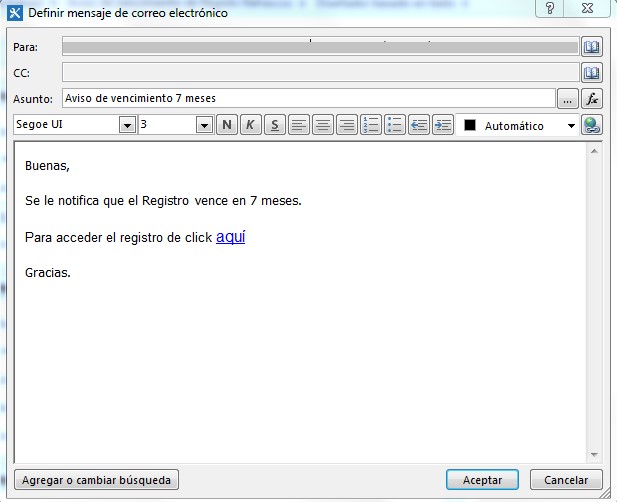 Definir mensaje de correo electrónico
Para:
CC:
Asunto: Aviso de vencimiento 7 meses ... fx
Segoe UI 3 N K S Automático
Buenas,
Se le notifica que el Registro vence en 7 meses.
Para acceder el registro de click aquí
Gracias.
Agregar o cambiar búsqueda Aceptar Cancelar